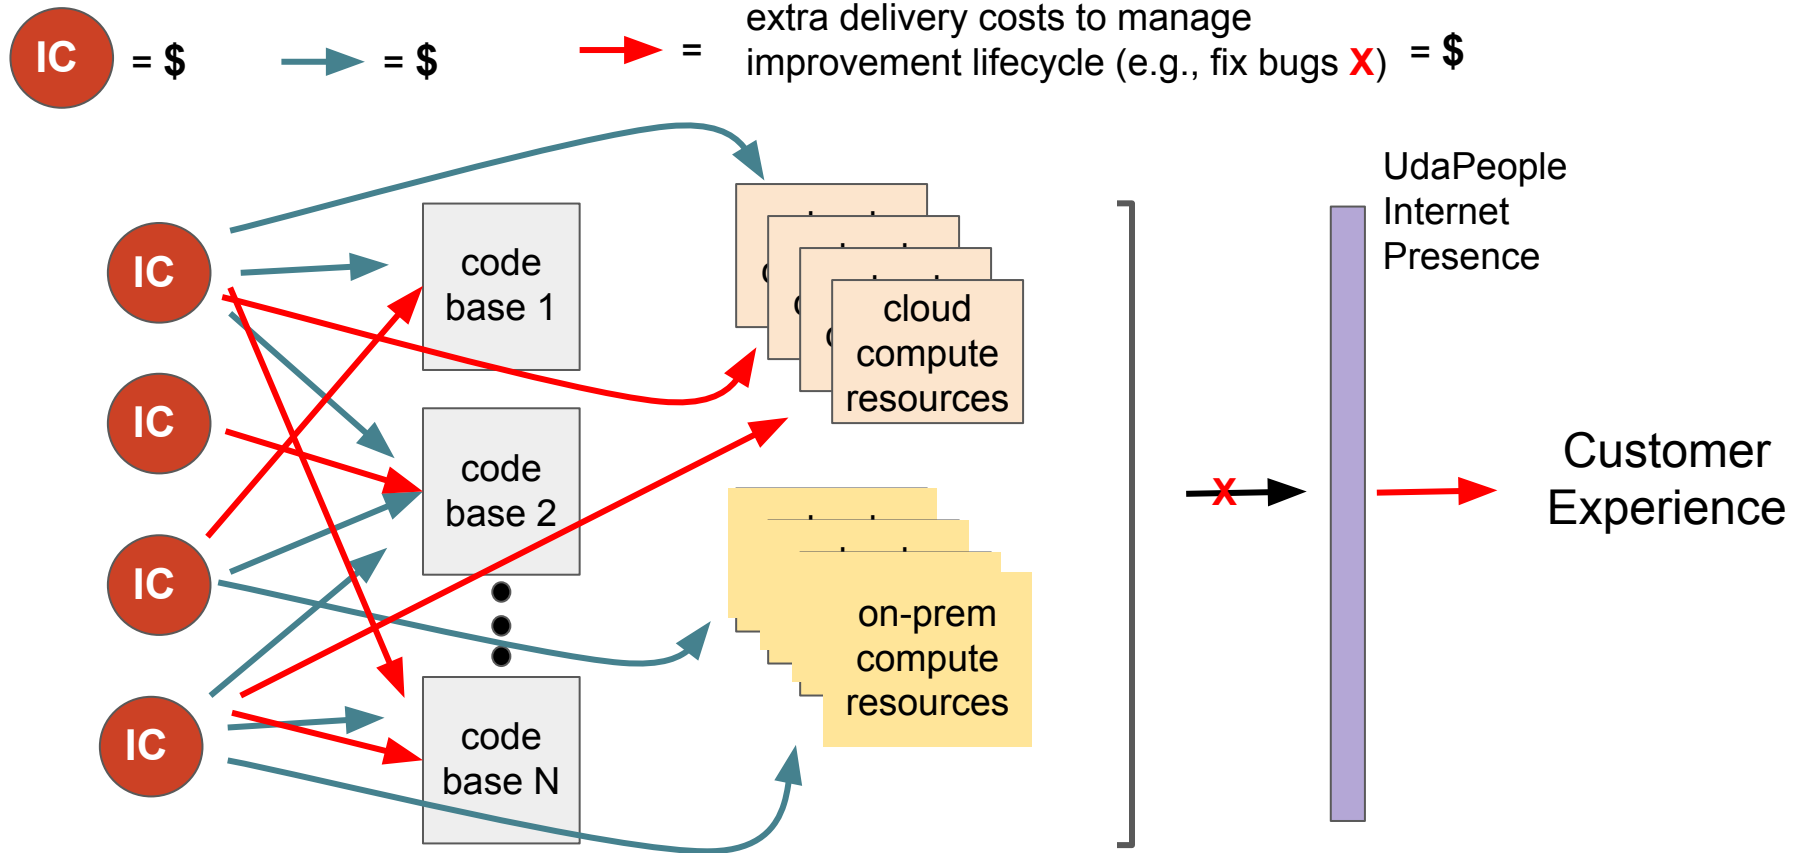 IC = $ = $ = extra delivery costs to manage
improvement lifecycle (e.g., fix bugs X) = $
UdaPeople
Internet
Presence
IC
IC
IC
IC
code
base 1
code
base 2
code
base N
cloud
compute
resources
on-prem
compute
resources
X
Customer
Experience